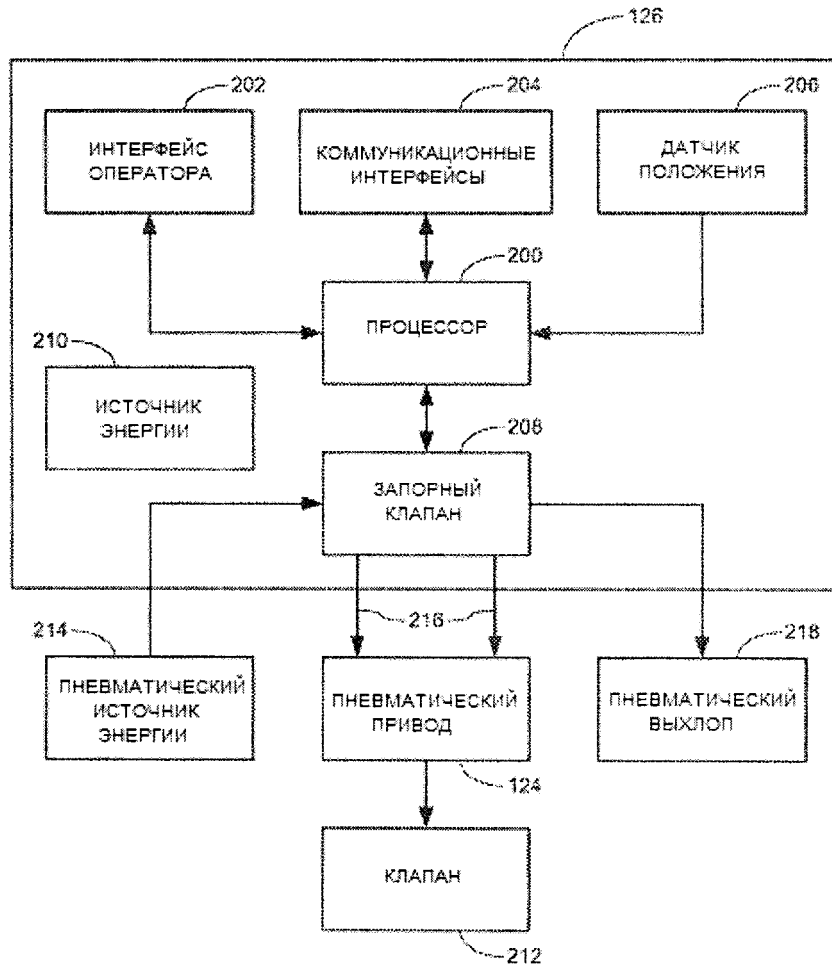 126
202
204
206
ИНТЕРФЕЙС
ОПЕРАТОРА
КОММУНИКАЦИОННЫЕ
ИНТЕРФЕЙСЫ
ДАТЧИК
ПОЛОЖЕНИЯ
200
ПРОЦЕССОР
210
ИСТОЧНИК
ЭНЕРГИИ
208
ЗАПОРНЫЙ
КЛАПАН
214
216
218
ПНЕВМАТИЧЕСКИЙ
ИСТОЧНИК
ЭНЕРГИИ
ПНЕВМАТИЧЕСКИЙ
ПРИВОД
ПНЕВМАТИЧЕСКИЙ
ВЫХЛОП
124
КЛАПАН
212